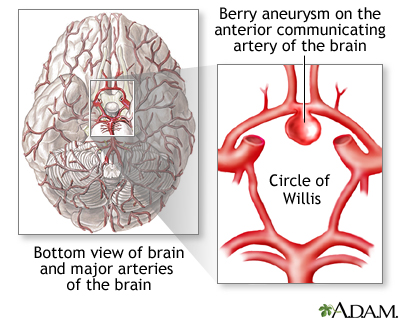 Berry aneurysm on the
anterior communicating
artery of the brain
Circle of
Willis
Bottom view of brain
and major arteries
of the brain
ADAM.